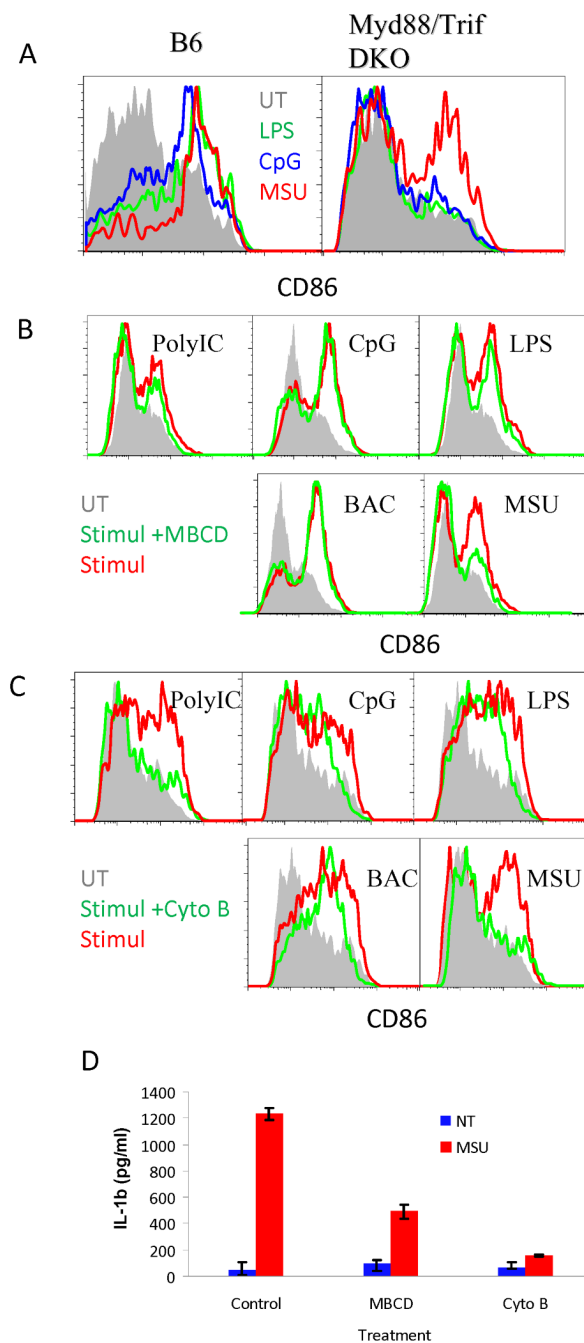 A
B6
Myd88/Trif
DKO
UT
LPS
CpG
MSU
CD86
B
PolyIC
CpG
LPS
UT
Stimul +MBCD
Stimul
BAC
MSU
CD86
C
PolyIC
CpG
LPS
UT
Stimul +Cyto B
Stimul
BAC
MSU
CD86
D
IL-1b (pg/ml)
1400
1200
1000
800
600
400
200
0
NT
MSU
Control
MBCD
Cyto B
Treatment